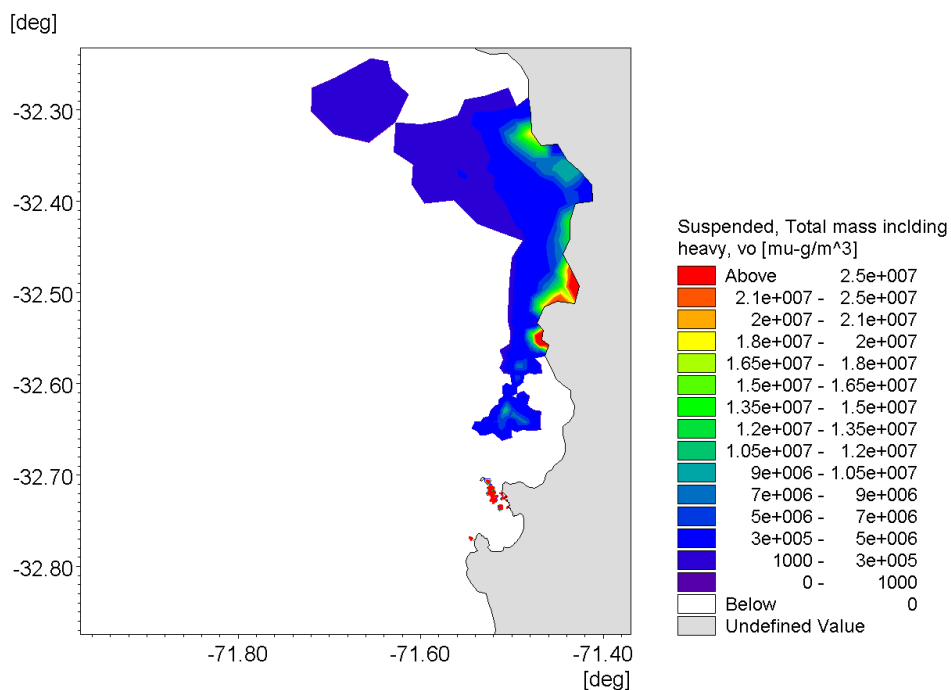 [deg]
-32.30
-32.40
-32.50
-32.60
-32.70
-32.80
-71.80
-71.60
-71.40
[deg]
Suspended, Total mass inclding
heavy, vo [mu-g/m^3]
Above 2.5e+007
2.1e+007 - 2.5e+007
2e+007 - 2.1e+007
1.8e+007 - 2e+007
1.65e+007 - 1.8e+007
1.5e+007 - 1.65e+007
1.35e+007 - 1.5e+007
1.2e+007 - 1.35e+007
1.05e+007 - 1.2e+007
9e+006 - 1.05e+007
7e+006 - 9e+006
5e+006 - 7e+006
3e+005 - 5e+006
1000 - 3e+005
0 - 1000
Below 0
Undefined Value